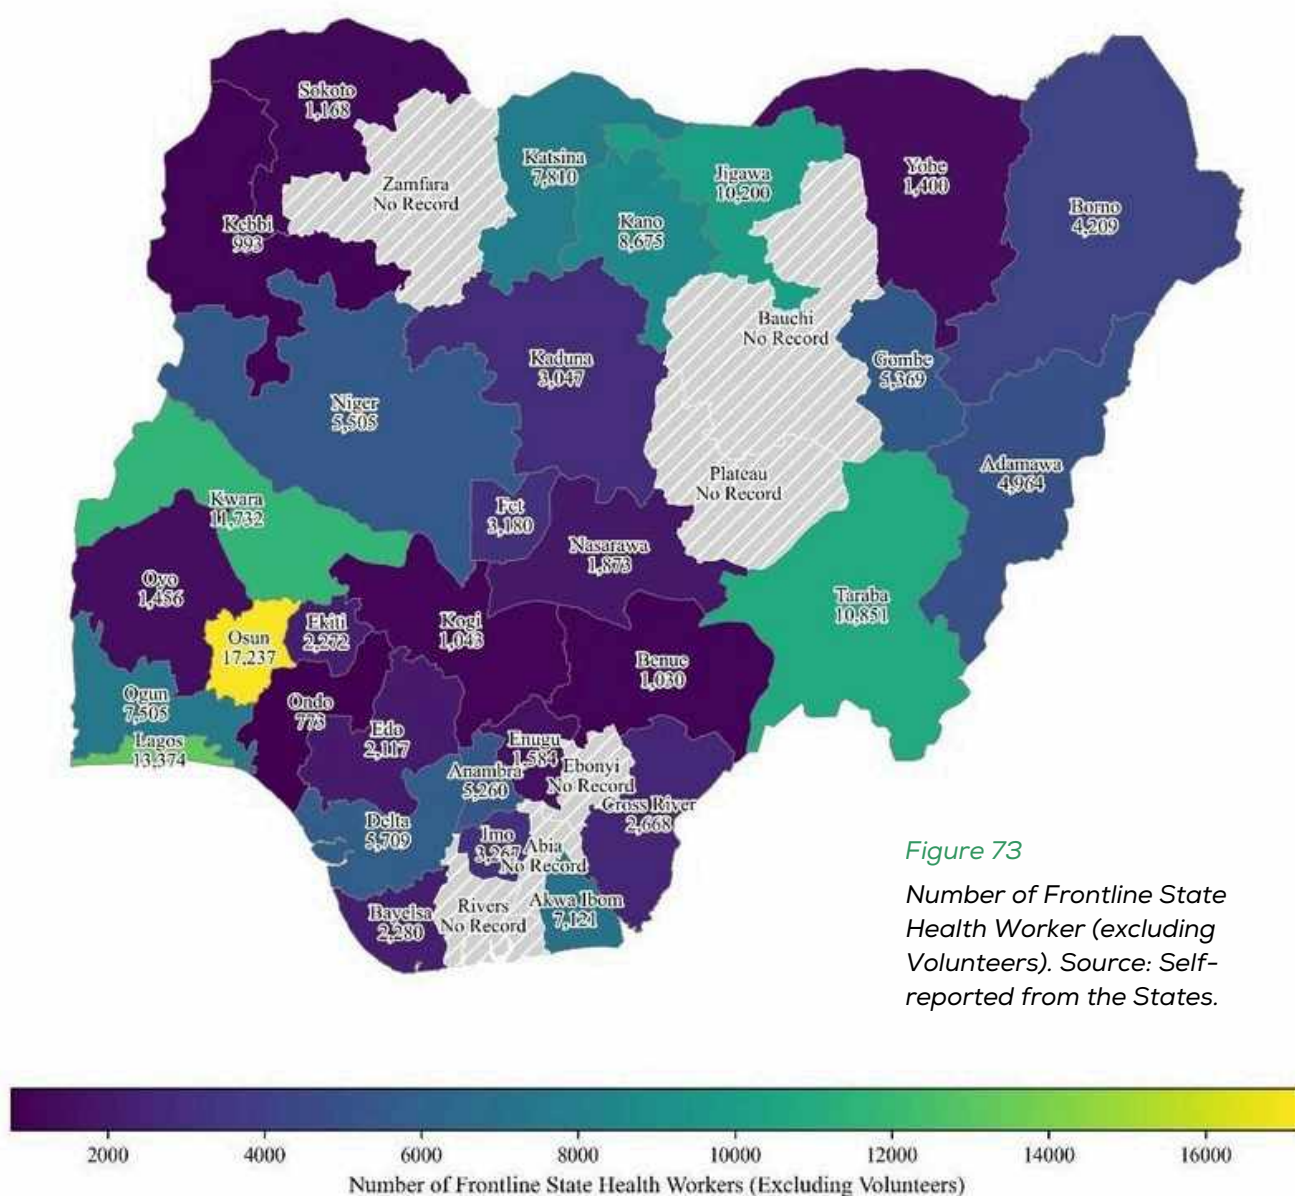 Sokoto
1,168
Zamfara
No Record
Katsina
7,810
Jigawa
10,200
Yobe
1,400
Borno
4,209
Kebbi
993
Kano
8,675
Bauchi
No Record
Gombe
5,369
Kaduna
3,047
Niger
5,505
Plateau
No Record
Adamawa
4,964
Kwara
11,732
Fct
3,180
Nasarawa
1,873
Oyo
1,456
Taraba
10,851
Osun
17,237
Ekiti
2,272
Kogi
1,043
Benue
1,030
Ogun
7,505
Ondo
773
Edo
2,117
Lagos
13,374
Enugu
1,584
Anambra
5,260
Ebonyi
No Record
Cross River
2,668
Delta
5,709
Imo
3,267
Abia
No Record
Bayelsa
2,280
Rivers
No Record
Akwa Ibom
7,121
Figure 73
Number of Frontline State
Health Worker (excluding
Volunteers). Source: Self-
reported from the States.
2000 4000 6000 8000 10000 12000 14000 16000
Number of Frontline State Health Workers (Excluding Volunteers)